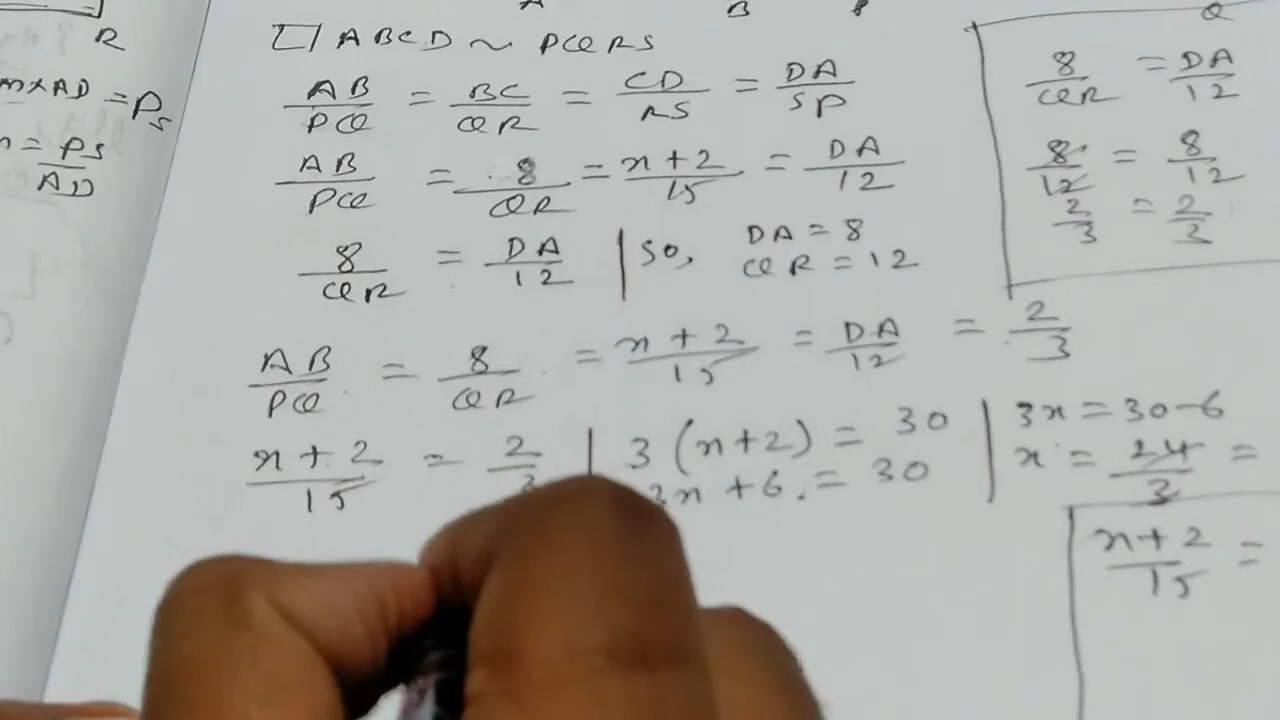 R
m×AD = PS
= PS/AD
A B
□ ABCD ~ PQRS
AB/PQ = BC/QR = CD/RS = DA/SP
AB/PQ = 8/QR = x+2/15 = DA/12
8/QR = DA/12 | so, DA = 8
QR = 12
AB/PQ = 8/QR = x+2/15 = DA/12 = 2/3
x+2/15 = 2/3 | 3(x+2) = 30 | 3x = 30-6
3x+6 = 30 x = 24/3 =
Q
8/QR = DA/12
8/12 = 8/12
2/3 = 2/3
x+2/15 =